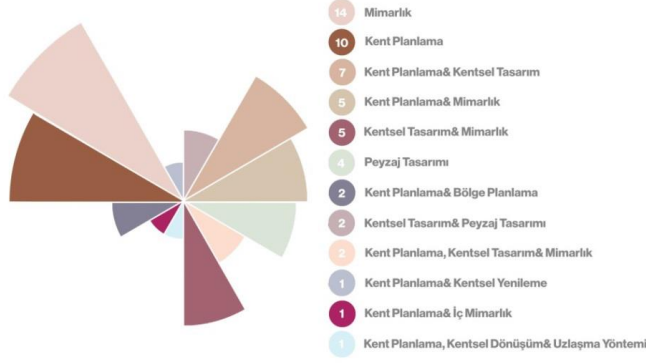 14 Mimarlık
10 Kent Planlama
7 Kent Planlama& Kentsel Tasarım
5 Kent Planlama& Mimarlık
5 Kentsel Tasarım& Mimarlık
4 Peyzaj Tasarımı
2 Kent Planlama& Bölge Planlama
2 Kentsel Tasarım& Peyzaj Tasarımı
2 Kent Planlama, Kentsel Tasarım& Mimarlık
1 Kent Planlama& Kentsel Yenileme
1 Kent Planlama& İç Mimarlık
1 Kent Planlama, Kentsel Dönüşüm& Uzlaşma Yöntemi